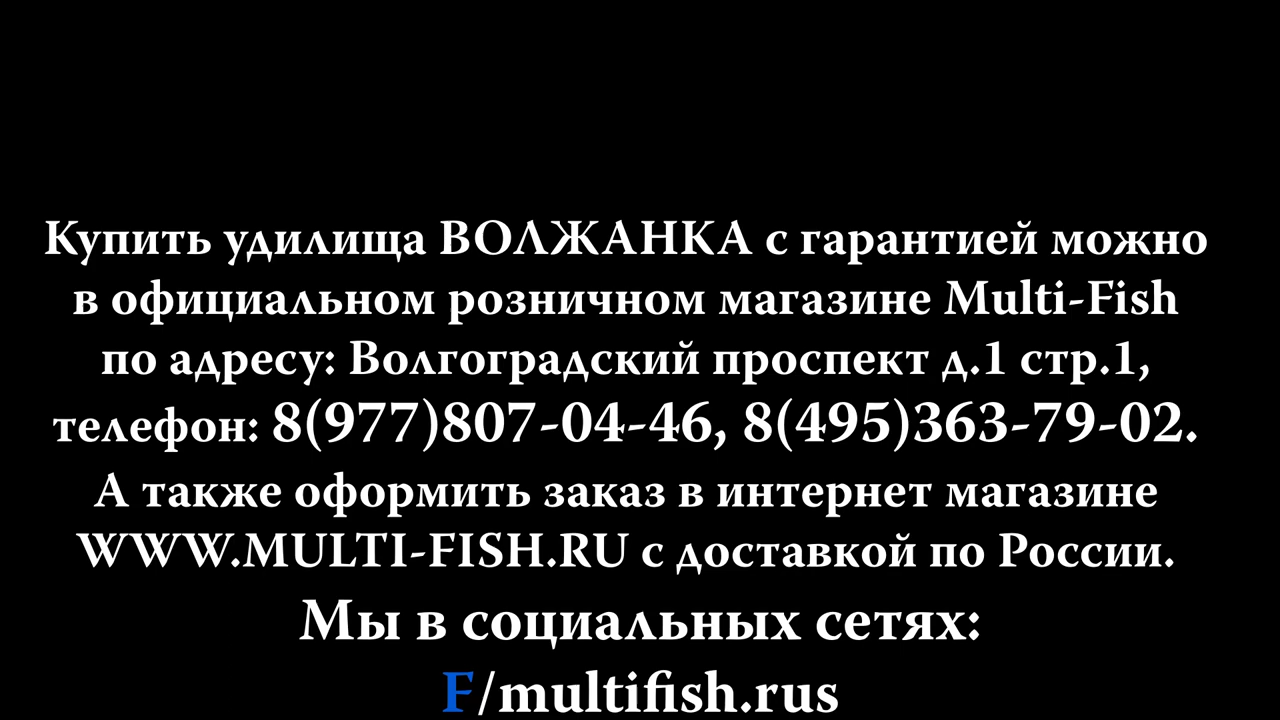 Купить удилища ВОЛЖАНКА с гарантией можно
в официальном розничном магазине Multi-Fish
по адресу: Волгоградский проспект д.1 стр.1,
телефон: 8(977)807-04-46, 8(495)363-79-02.
А также оформить заказ в интернет магазине
WWW.MULTI-FISH.RU с доставкой по России.
Мы в социальных сетях:
F/multifish.rus